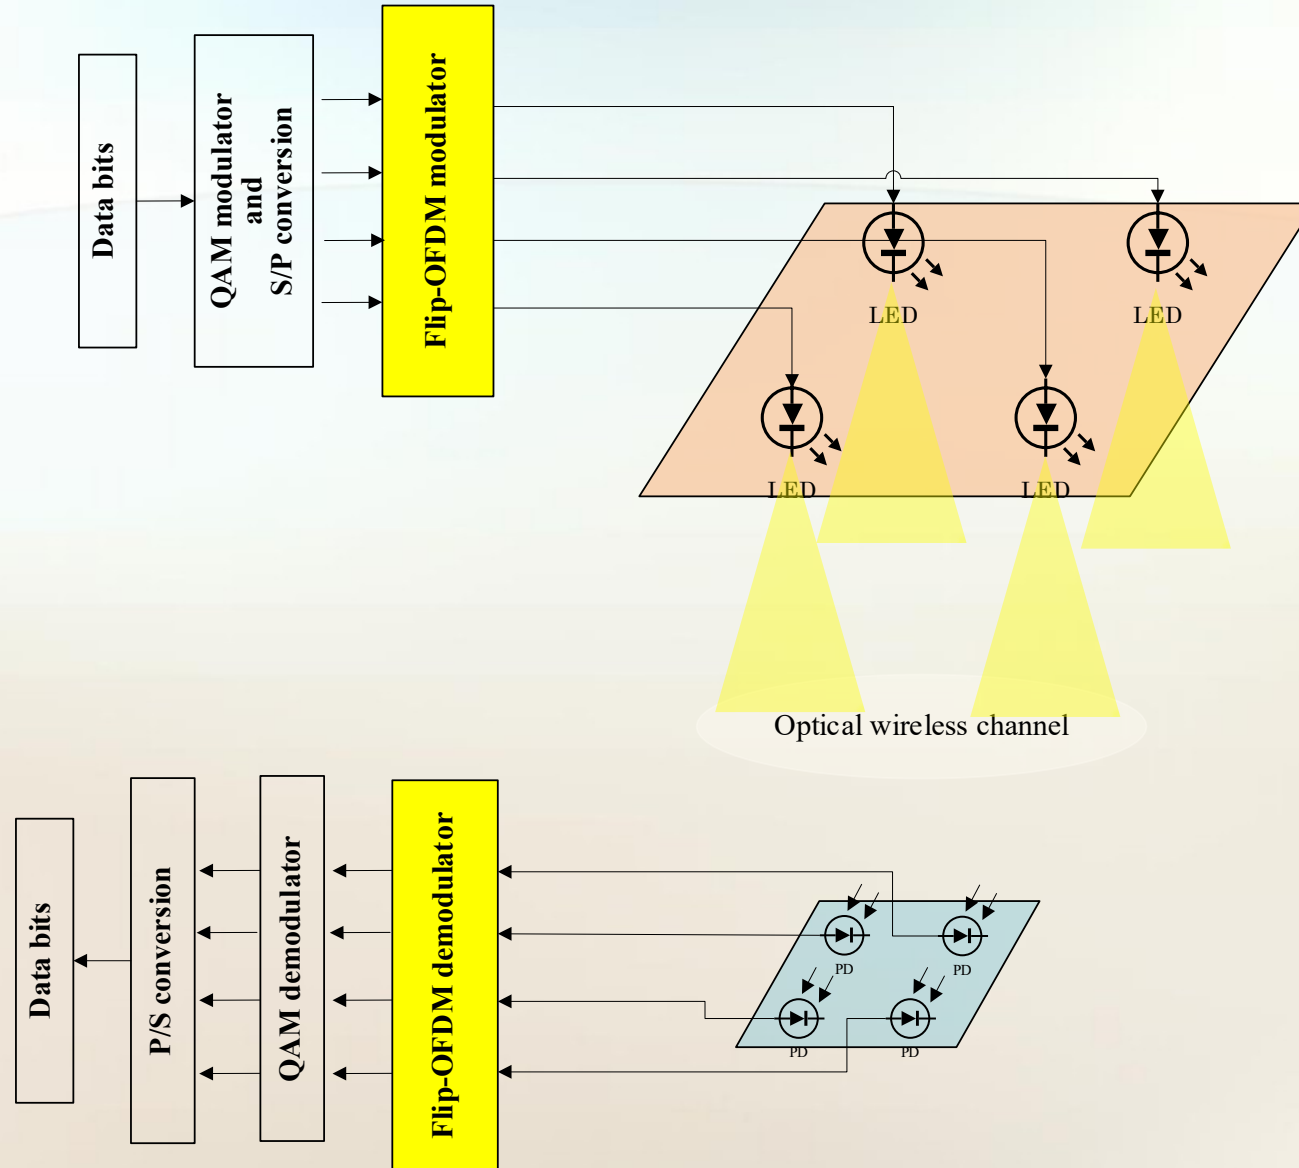 Data bits
QAM modulator
and
S/P conversion
Flip-OFDM modulator
LED
LED
LED
LED
Optical wireless channel
Data bits
P/S conversion
QAM demodulator
Flip-OFDM demodulator
PD
PD
PD
PD